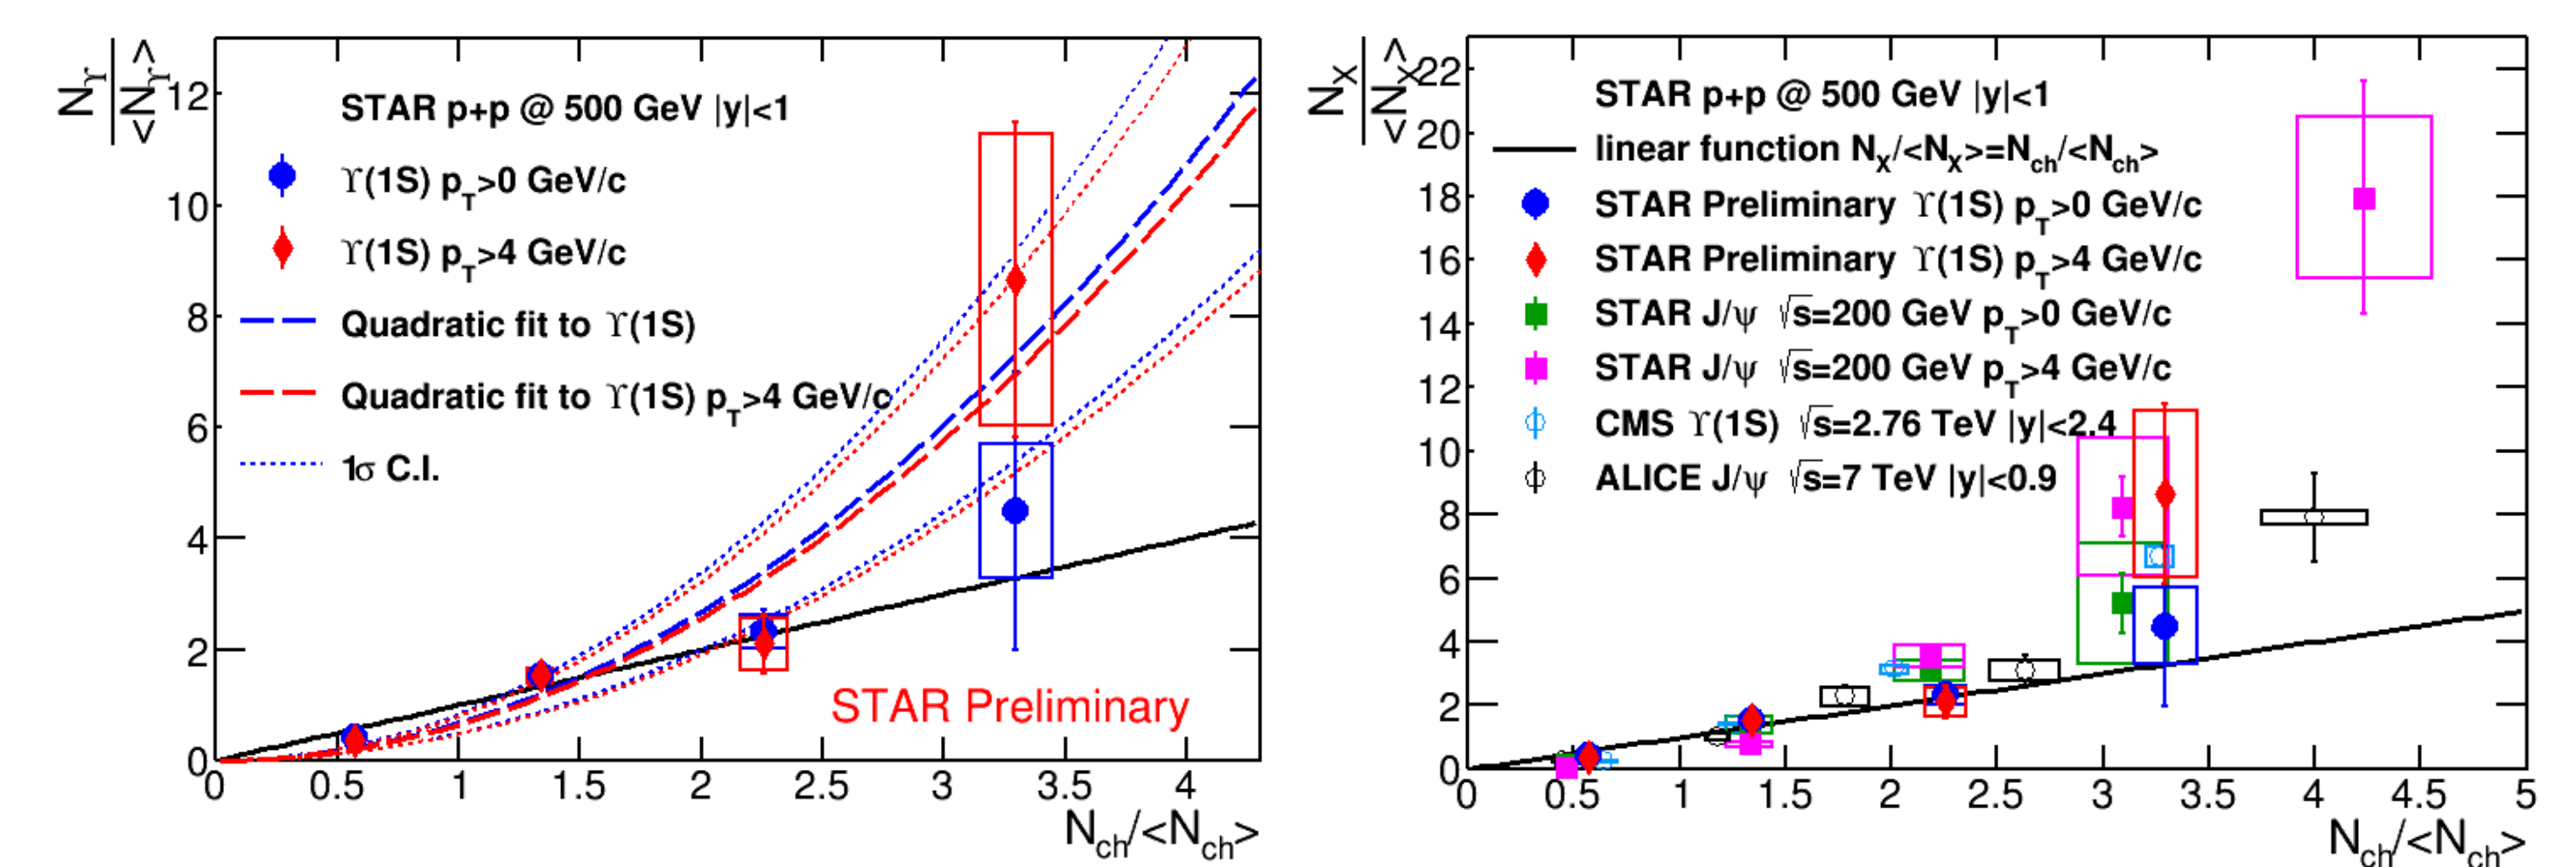 N_ϒ/<N_ϒ>
12
10
8
6
4
2
0
STAR p+p @ 500 GeV |y|<1
ϒ(1S) p_T>0 GeV/c
ϒ(1S) p_T>4 GeV/c
Quadratic fit to ϒ(1S)
Quadratic fit to ϒ(1S) p_T>4 GeV/c
1σ C.I.
STAR Preliminary
0 0.5 1 1.5 2 2.5 3 3.5 4
N_ch/<N_ch>
N_X/<N_X>
22
20
18
16
14
12
10
8
6
4
2
0
STAR p+p @ 500 GeV |y|<1
linear function N_X/<N_X>=N_ch/<N_ch>
STAR Preliminary ϒ(1S) p_T>0 GeV/c
STAR Preliminary ϒ(1S) p_T>4 GeV/c
STAR J/ψ √s=200 GeV p_T>0 GeV/c
STAR J/ψ √s=200 GeV p_T>4 GeV/c
CMS ϒ(1S) √s=2.76 TeV |y|<2.4
ALICE J/ψ √s=7 TeV |y|<0.9
0 0.5 1 1.5 2 2.5 3 3.5 4 4.5 5
N_ch/<N_ch>